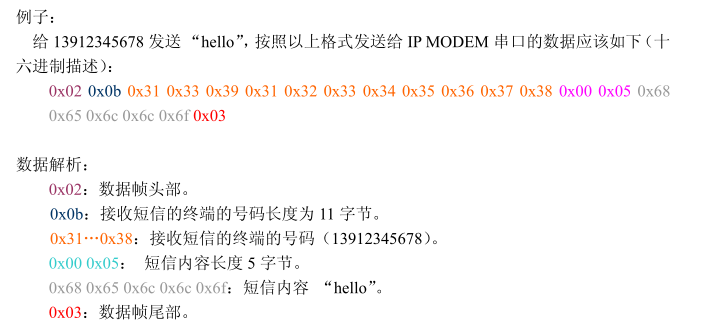 例子：
给 13912345678 发送 “hello”，按照以上格式发送给 IP MODEM 串口的数据应该如下（十
六进制描述）：
0x02 0x0b 0x31 0x33 0x39 0x31 0x32 0x33 0x34 0x35 0x36 0x37 0x38 0x00 0x05 0x68
0x65 0x6c 0x6c 0x6f 0x03
数据解析：
0x02：数据帧头部。
0x0b：接收短信的终端的号码长度为 11 字节。
0x31…0x38：接收短信的终端的号码（13912345678）。
0x00 0x05： 短信内容长度 5 字节。
0x68 0x65 0x6c 0x6c 0x6f：短信内容 “hello”。
0x03：数据帧尾部。